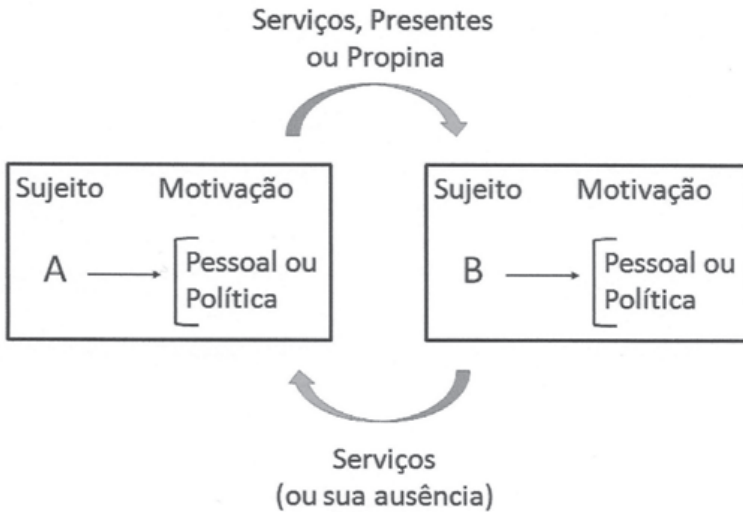 Serviços, Presentes
ou Propina
Sujeito Motivação
A Pessoal ou
Política
Sujeito Motivação
B Pessoal ou
Política
Serviços
(ou sua ausência)